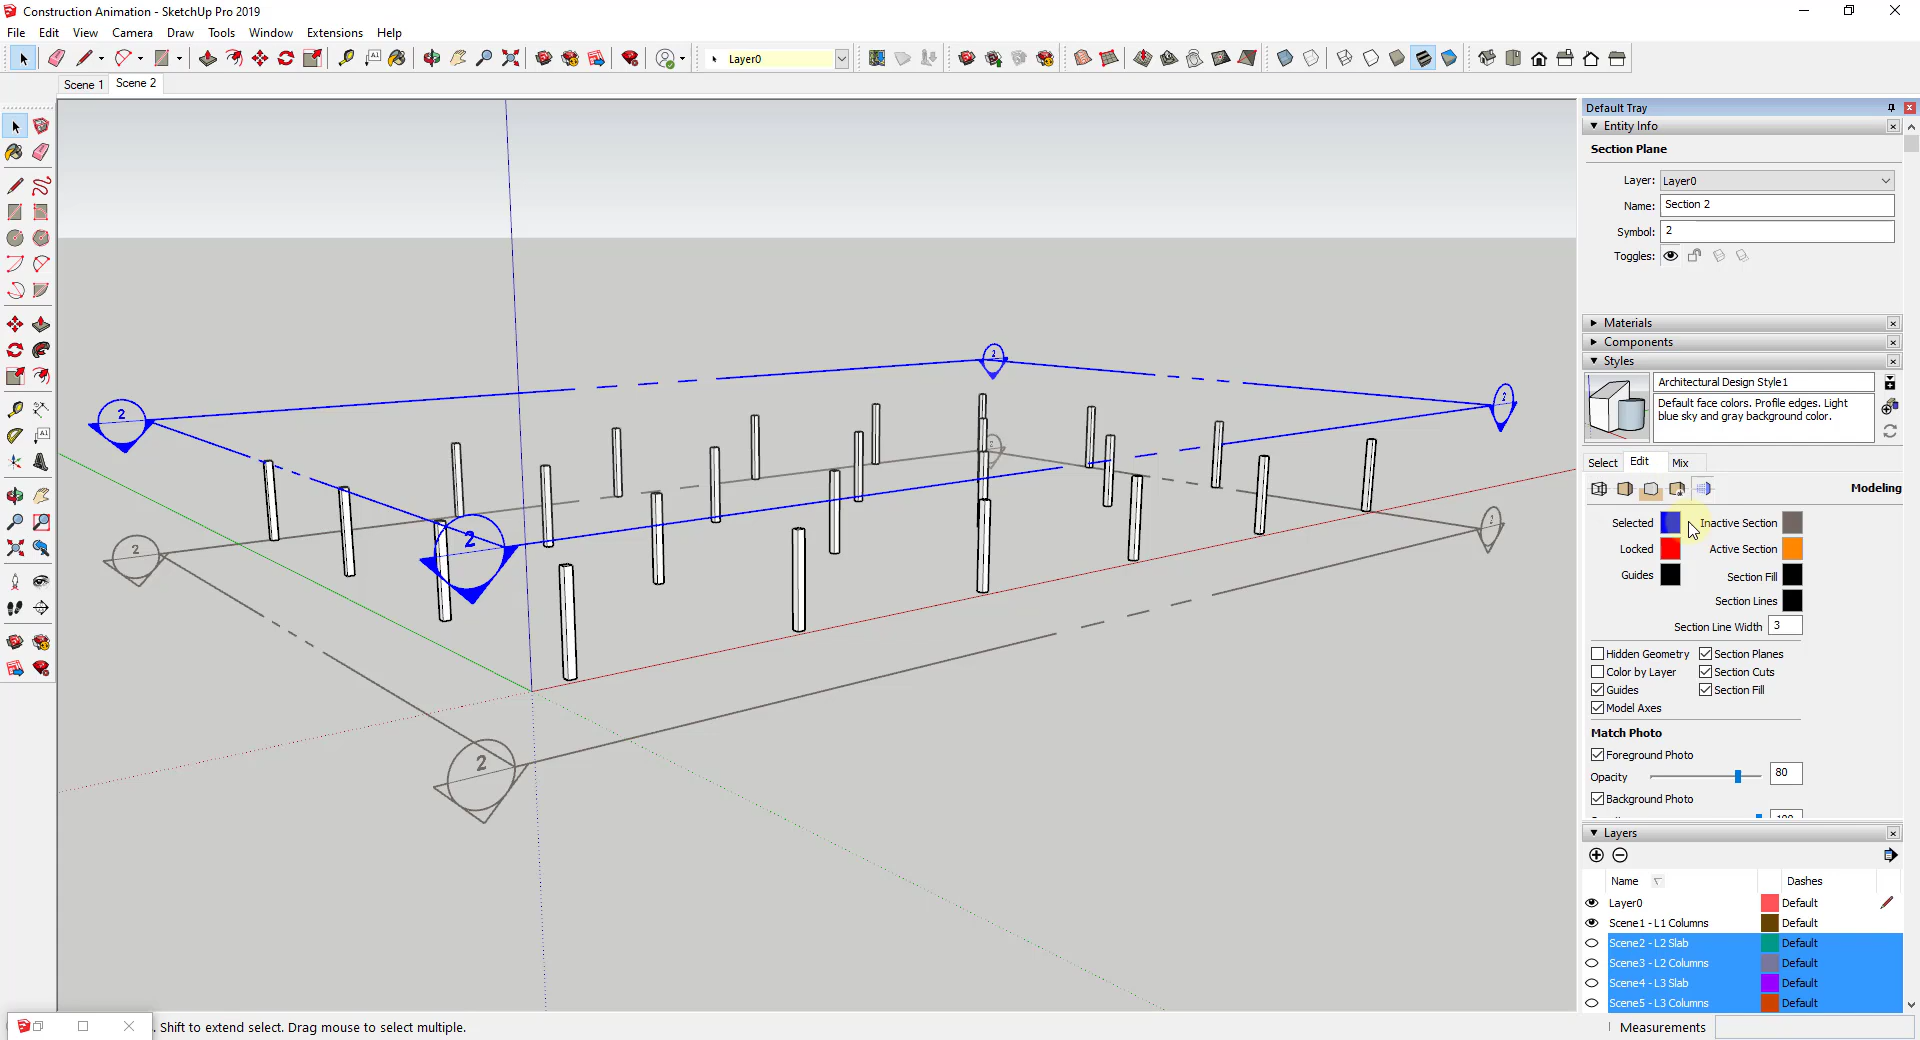 Construction Animation - SketchUp Pro 2019
File Edit View Camera Draw Tools Window Extensions Help
Layer0
Scene 1 Scene 2
Default Tray
Entity Info
Section Plane
Layer: Layer0
Name: Section 2
Symbol: 2
Toggles:
Materials
Components
Styles
Architectural Design Style1
Default face colors. Profile edges. Light
blue sky and gray background color.
Select Edit Mix
Modeling
Selected Inactive Section
Locked Active Section
Guides Section Fill
Section Lines
Section Line Width 3
Hidden Geometry Section Planes
Color by Layer Section Cuts
Guides Section Fill
Model Axes
Match Photo
Foreground Photo
Opacity 80
Background Photo
Layers
Name Dashes
Layer0 Default
Scene1 - L1 Columns Default
Scene2 - L2 Slab Default
Scene3 - L2 Columns Default
Scene4 - L3 Slab Default
Scene5 - L3 Columns Default
2
2
2
2
2
2
2
2
. Shift to extend select. Drag mouse to select multiple.
Measurements